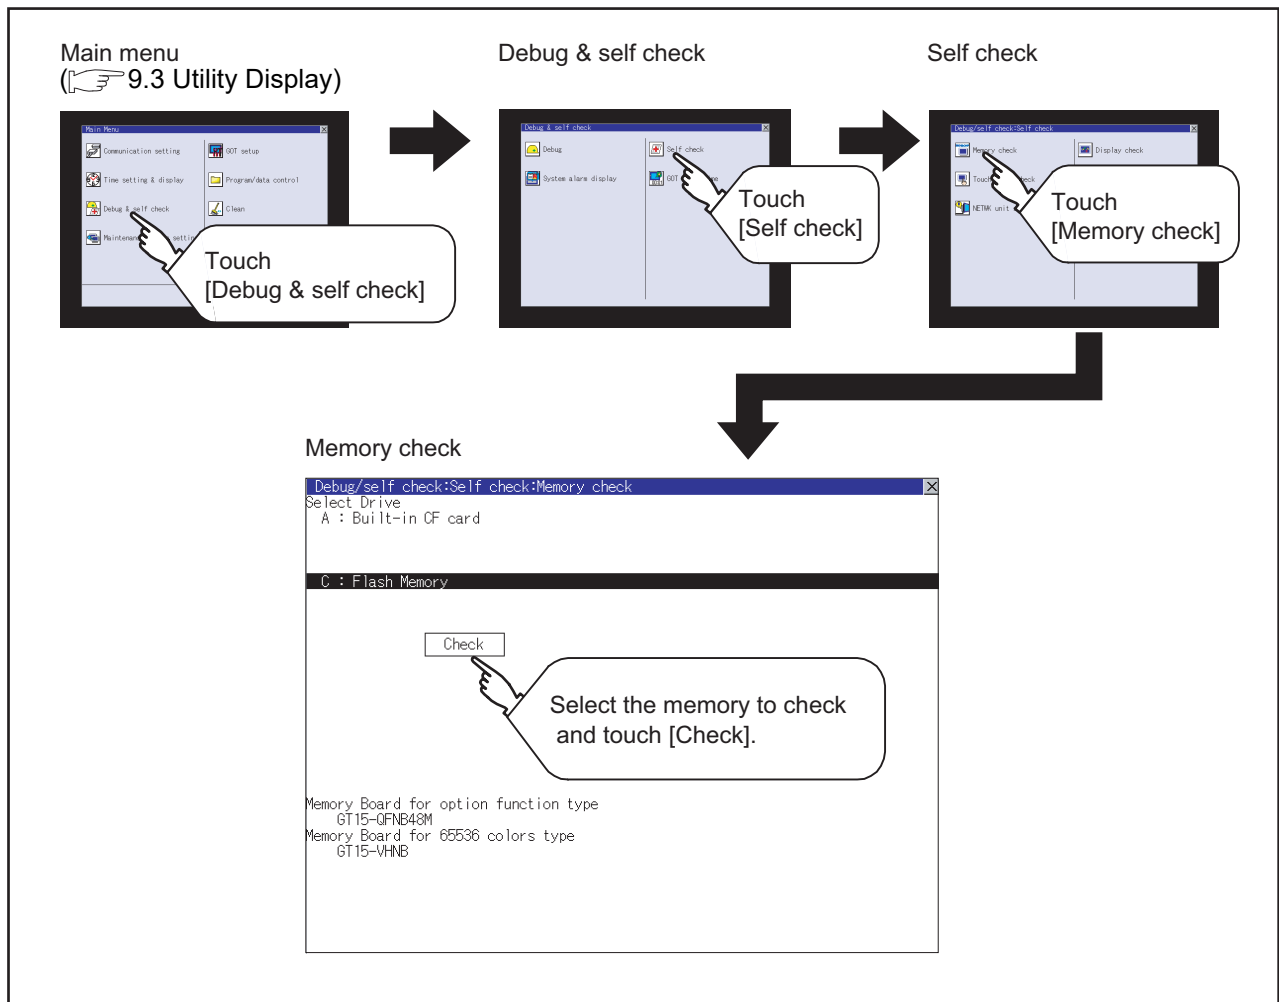 Main menu
(9.3 Utility Display)
Debug & self check
Self check
Main Menu
Communication setting
GOT setup
Time setting & display
Program/data control
Debug & self check
Clean
Touch
[Debug & self check]
Debug & self check
Debug
Self check
System alarm display
GOT
Touch
[Self check]
Debug/self check:Self check
Memory check
Display check
NETWK unit
Touch
[Memory check]
Memory check
Debug/self check:Self check:Memory check
Select Drive
A : Built-in CF card
C : Flash Memory
Check
Select the memory to check
and touch [Check].
Memory Board for option function type
GT15-QFNB48M
Memory Board for 65536 colors type
GT15-VHNB